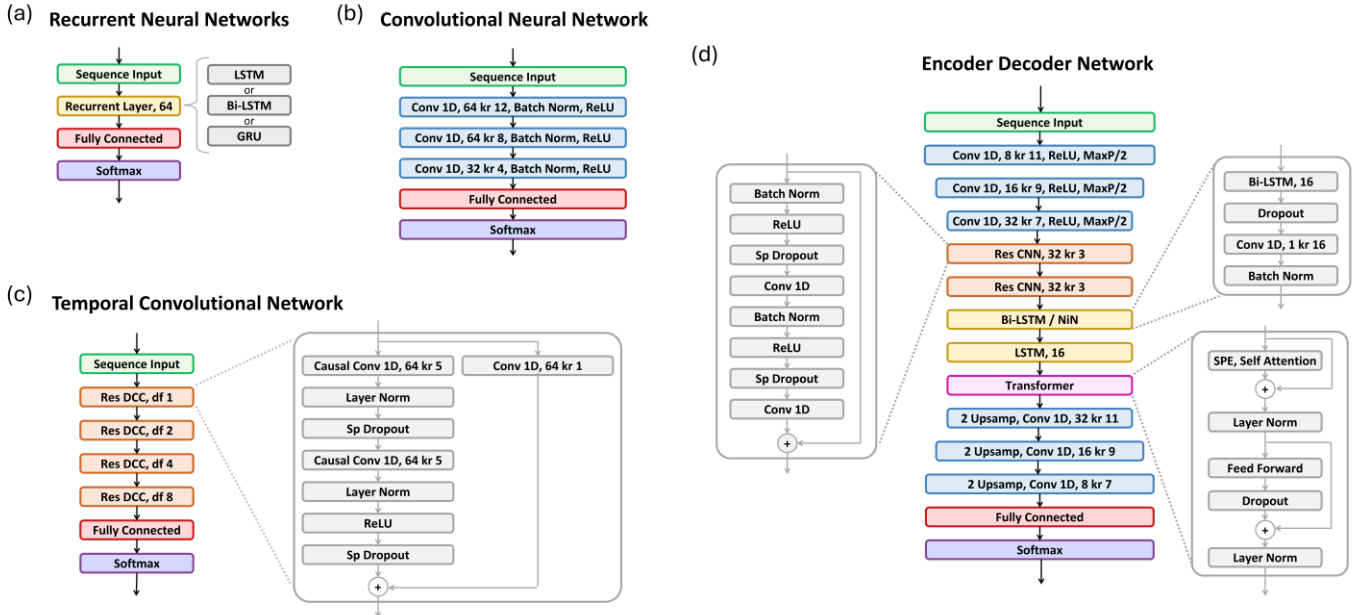 (a)
Recurrent Neural Networks
Sequence Input
Recurrent Layer, 64
Fully Connected
Softmax
LSTM
or
Bi-LSTM
or
GRU
(b)
Convolutional Neural Network
Sequence Input
Conv 1D, 64 kr 12, Batch Norm, ReLU
Conv 1D, 64 kr 8, Batch Norm, ReLU
Conv 1D, 32 kr 4, Batch Norm, ReLU
Fully Connected
Softmax
(c)
Temporal Convolutional Network
Sequence Input
Res DCC, df 1
Res DCC, df 2
Res DCC, df 4
Res DCC, df 8
Fully Connected
Softmax
Causal Conv 1D, 64 kr 5
Layer Norm
Sp Dropout
Causal Conv 1D, 64 kr 5
Layer Norm
ReLU
Sp Dropout
+
Conv 1D, 64 kr 1
(d)
Encoder Decoder Network
Batch Norm
ReLU
Sp Dropout
Conv 1D
Batch Norm
ReLU
Sp Dropout
Conv 1D
+
Sequence Input
Conv 1D, 8 kr 11, ReLU, MaxP/2
Conv 1D, 16 kr 9, ReLU, MaxP/2
Conv 1D, 32 kr 7, ReLU, MaxP/2
Res CNN, 32 kr 3
Res CNN, 32 kr 3
Bi-LSTM / NiN
LSTM, 16
Transformer
2 Upsamp, Conv 1D, 32 kr 11
2 Upsamp, Conv 1D, 16 kr 9
2 Upsamp, Conv 1D, 8 kr 7
Fully Connected
Softmax
Bi-LSTM, 16
Dropout
Conv 1D, 1 kr 16
Batch Norm
SPE, Self Attention
+
Layer Norm
Feed Forward
Dropout
+
Layer Norm